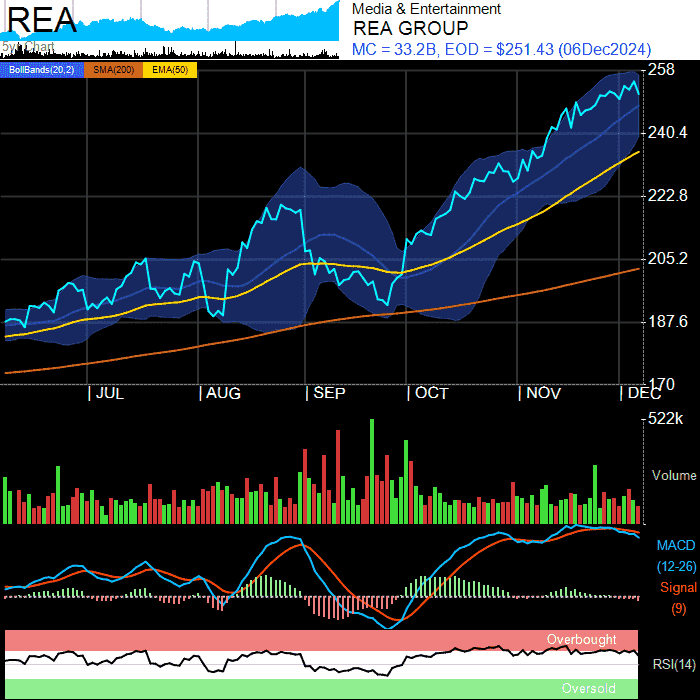 REA
5yr Chart
Media & Entertainment
REA GROUP
MC = 33.2B, EOD = $251.43 (06Dec2024)
BollBands(20,2) SMA(200) EMA(50)
258
240.4
222.8
205.2
187.6
170
JUL AUG SEP OCT NOV DEC
522k
Volume
MACD
(12-26)
Signal
(9)
Overbought
RSI(14)
Oversold